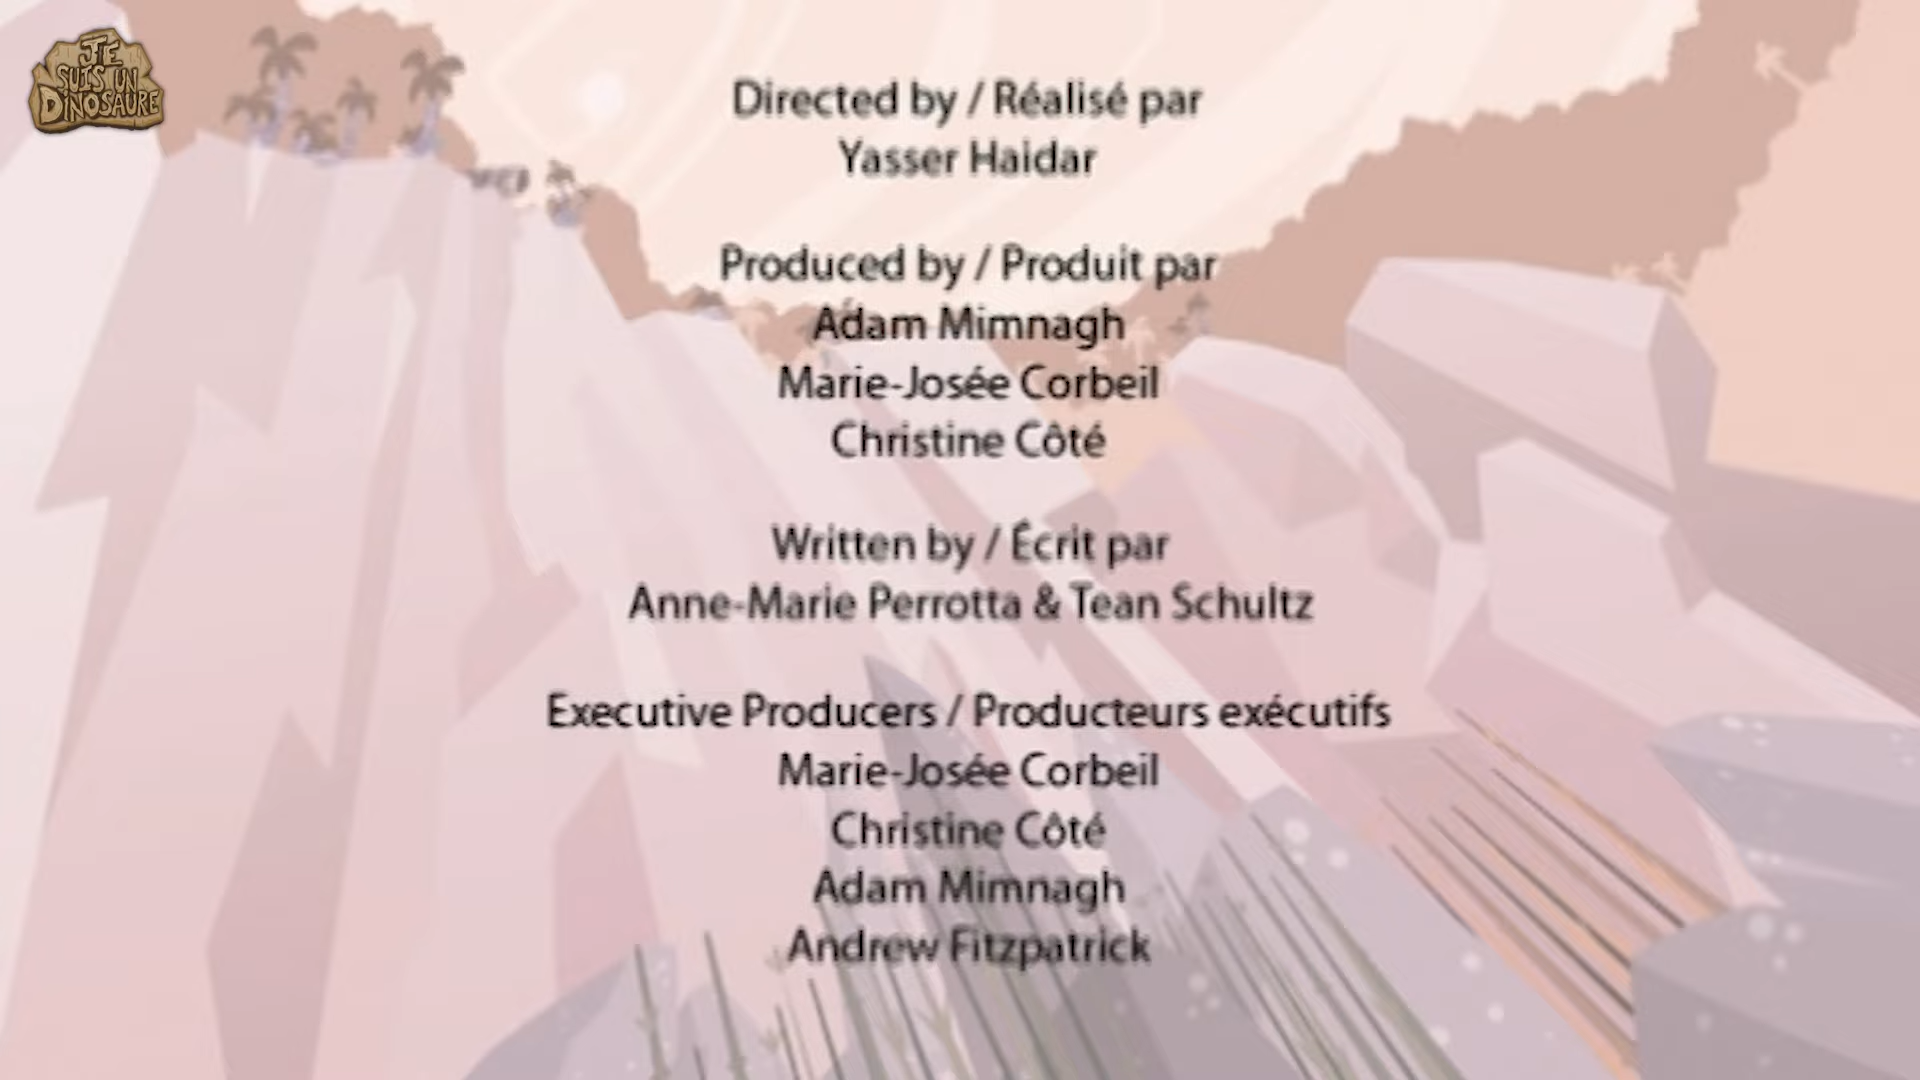 JE
SUIS UN
DINOSAURE
Directed by / Réalisé par
Yasser Haidar
Produced by / Produit par
Adam Mimnagh
Marie-Josée Corbeil
Christine Côté
Written by / Écrit par
Anne-Marie Perrotta & Tean Schultz
Executive Producers / Producteurs exécutifs
Marie-Josée Corbeil
Christine Côté
Adam Mimnagh
Andrew Fitzpatrick